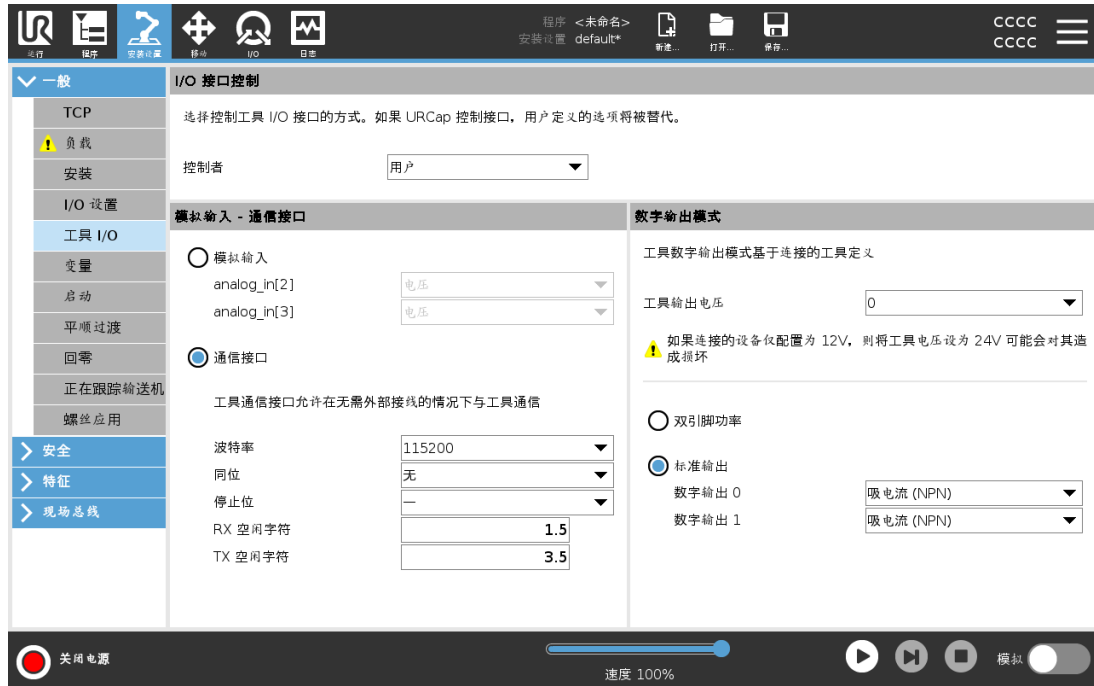 UR
运行
程序
安装设置
移动
I/O
日志
程序 <未命名>
安装设置 default*
新建...
打开...
保存...
cccc
cccc
一般
TCP
负载
安装
I/O 设置
工具 I/O
变量
启动
平顺过渡
回零
正在跟踪输送机
螺丝应用
安全
特征
现场总线
I/O 接口控制
选择控制工具 I/O 接口的方式。如果 URCap 控制接口，用户定义的选项将被替代。
控制者
用户
模拟输入 - 通信接口
模拟输入
analog_in[2]
电压
analog_in[3]
电压
通信接口
工具通信接口允许在无需外部接线的情况下与工具通信
波特率
115200
同位
无
停止位
—
RX 空闲字符
1.5
TX 空闲字符
3.5
数字输出模式
工具数字输出模式基于连接的工具定义
工具输出电压
0
如果连接的设备仅配置为 12V，则将工具电压设为 24V 可能会对其造
成损坏
双引脚功率
标准输出
数字输出 0
吸电流 (NPN)
数字输出 1
吸电流 (NPN)
关闭电源
速度 100%
模拟